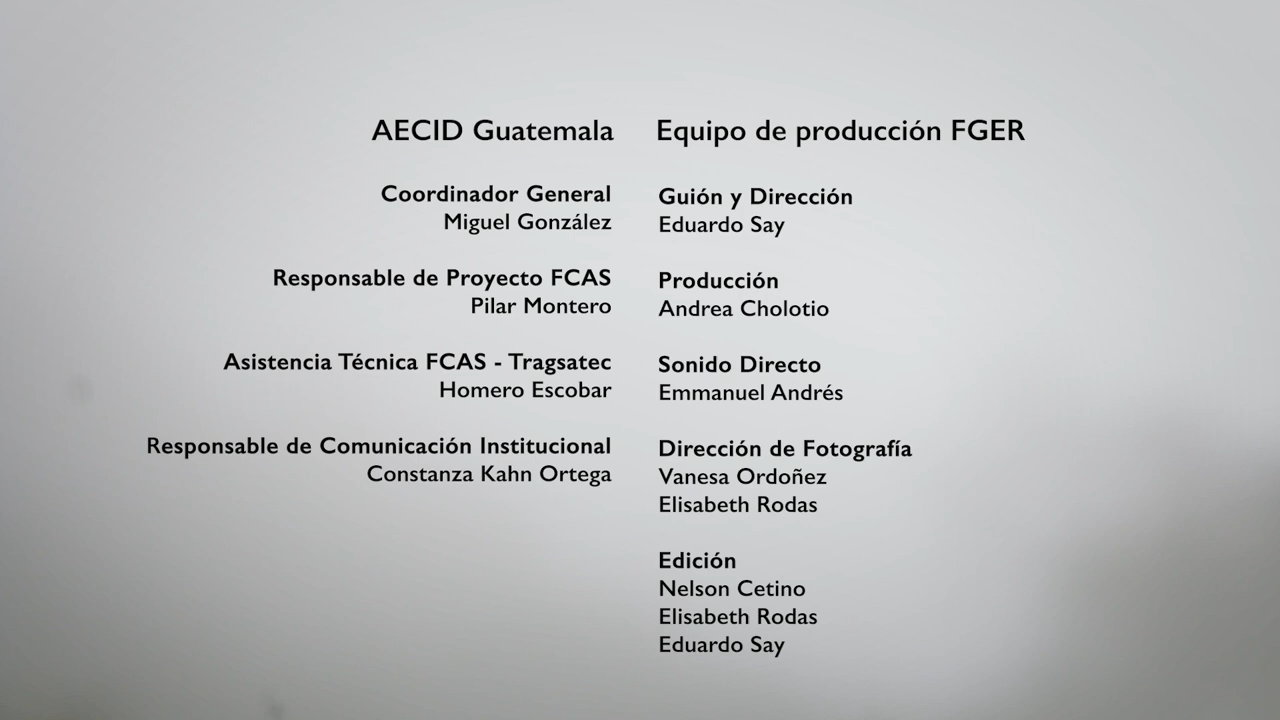 AECID Guatemala
Coordinador General
Miguel González
Responsable de Proyecto FCAS
Pilar Montero
Asistencia Técnica FCAS - Tragsatec
Homero Escobar
Responsable de Comunicación Institucional
Constanza Kahn Ortega
Equipo de producción FGER
Guión y Dirección
Eduardo Say
Producción
Andrea Cholotio
Sonido Directo
Emmanuel Andrés
Dirección de Fotografía
Vanesa Ordoñez
Elisabeth Rodas
Edición
Nelson Cetino
Elisabeth Rodas
Eduardo Say